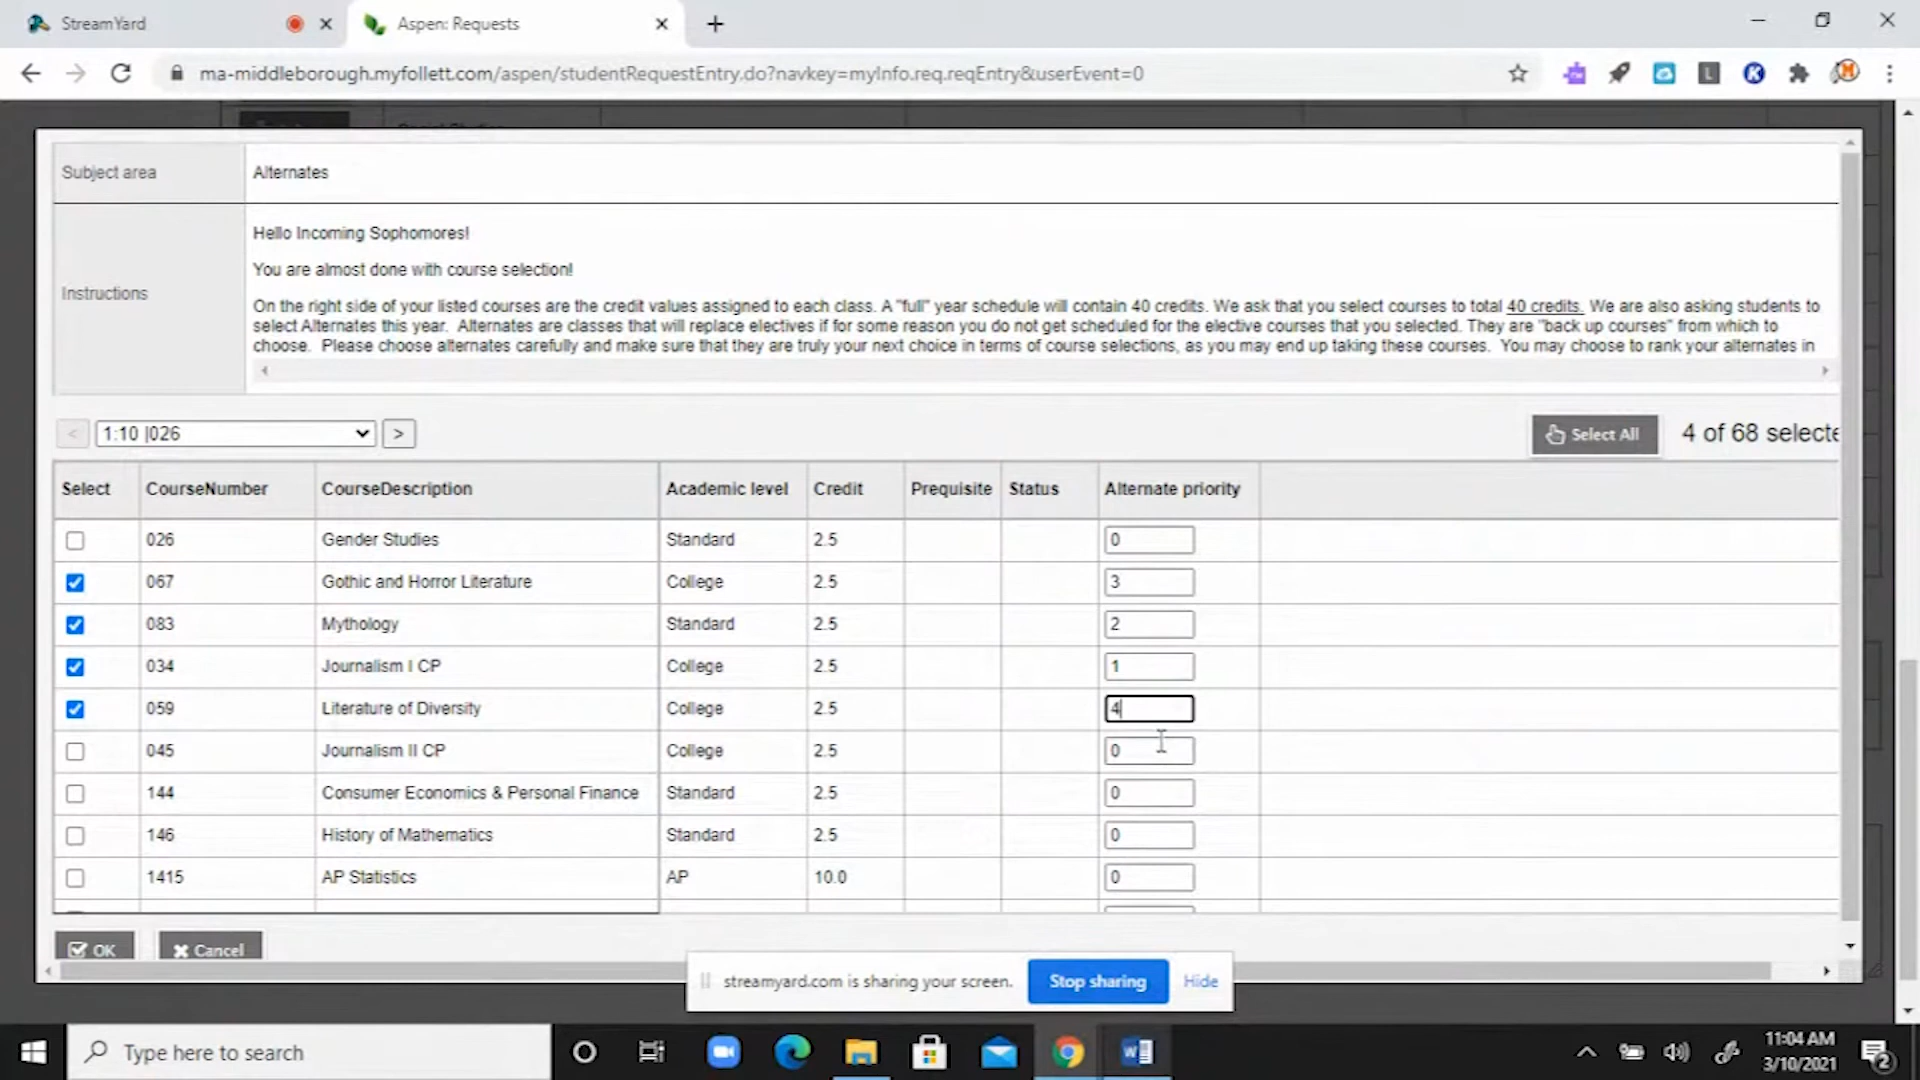 StreamYard
Aspen: Requests
ma-middleborough.myfollett.com/aspen/studentRequestEntry.do?navkey=myInfo.req.reqEntry&userEvent=0
Subject area
Alternates
Instructions
Hello Incoming Sophomores!
You are almost done with course selection!
On the right side of your listed courses are the credit values assigned to each class. A "full" year schedule will contain 40 credits. We ask that you select courses to total 40 credits. We are also asking students to
select Alternates this year. Alternates are classes that will replace electives if for some reason you do not get scheduled for the elective courses that you selected. They are "back up courses" from which to
choose. Please choose alternates carefully and make sure that they are truly your next choice in terms of course selections, as you may end up taking these courses. You may choose to rank your alternates in
< 1:10 |026 > Select All 4 of 68 selecte
Select CourseNumber CourseDescription Academic level Credit Prequisite Status Alternate priority
026 Gender Studies Standard 2.5 0
067 Gothic and Horror Literature College 2.5 3
083 Mythology Standard 2.5 2
034 Journalism I CP College 2.5 1
059 Literature of Diversity College 2.5 4
045 Journalism II CP College 2.5 0
144 Consumer Economics & Personal Finance Standard 2.5 0
146 History of Mathematics Standard 2.5 0
1415 AP Statistics AP 10.0 0
OK Cancel
streamyard.com is sharing your screen. Stop sharing Hide
Type here to search
11:04 AM
3/10/2021
2